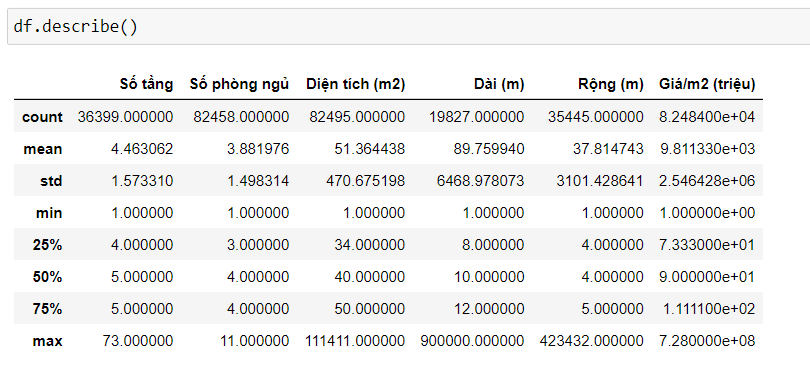 df.describe()
Số tầng Số phòng ngủ Diện tích (m2) Dài (m) Rộng (m) Giá/m2 (triệu)
count 36399.000000 82458.000000 82495.000000 19827.000000 35445.000000 8.248400e+04
mean 4.463062 3.881976 51.364438 89.759940 37.814743 9.811330e+03
std 1.573310 1.498314 470.675198 6468.978073 3101.428641 2.546428e+06
min 1.000000 1.000000 1.000000 1.000000 1.000000 1.000000e+00
25% 4.000000 3.000000 34.000000 8.000000 4.000000 7.333000e+01
50% 5.000000 4.000000 40.000000 10.000000 4.000000 9.000000e+01
75% 5.000000 4.000000 50.000000 12.000000 5.000000 1.111100e+02
max 73.000000 11.000000 111411.000000 900000.000000 423432.000000 7.280000e+08